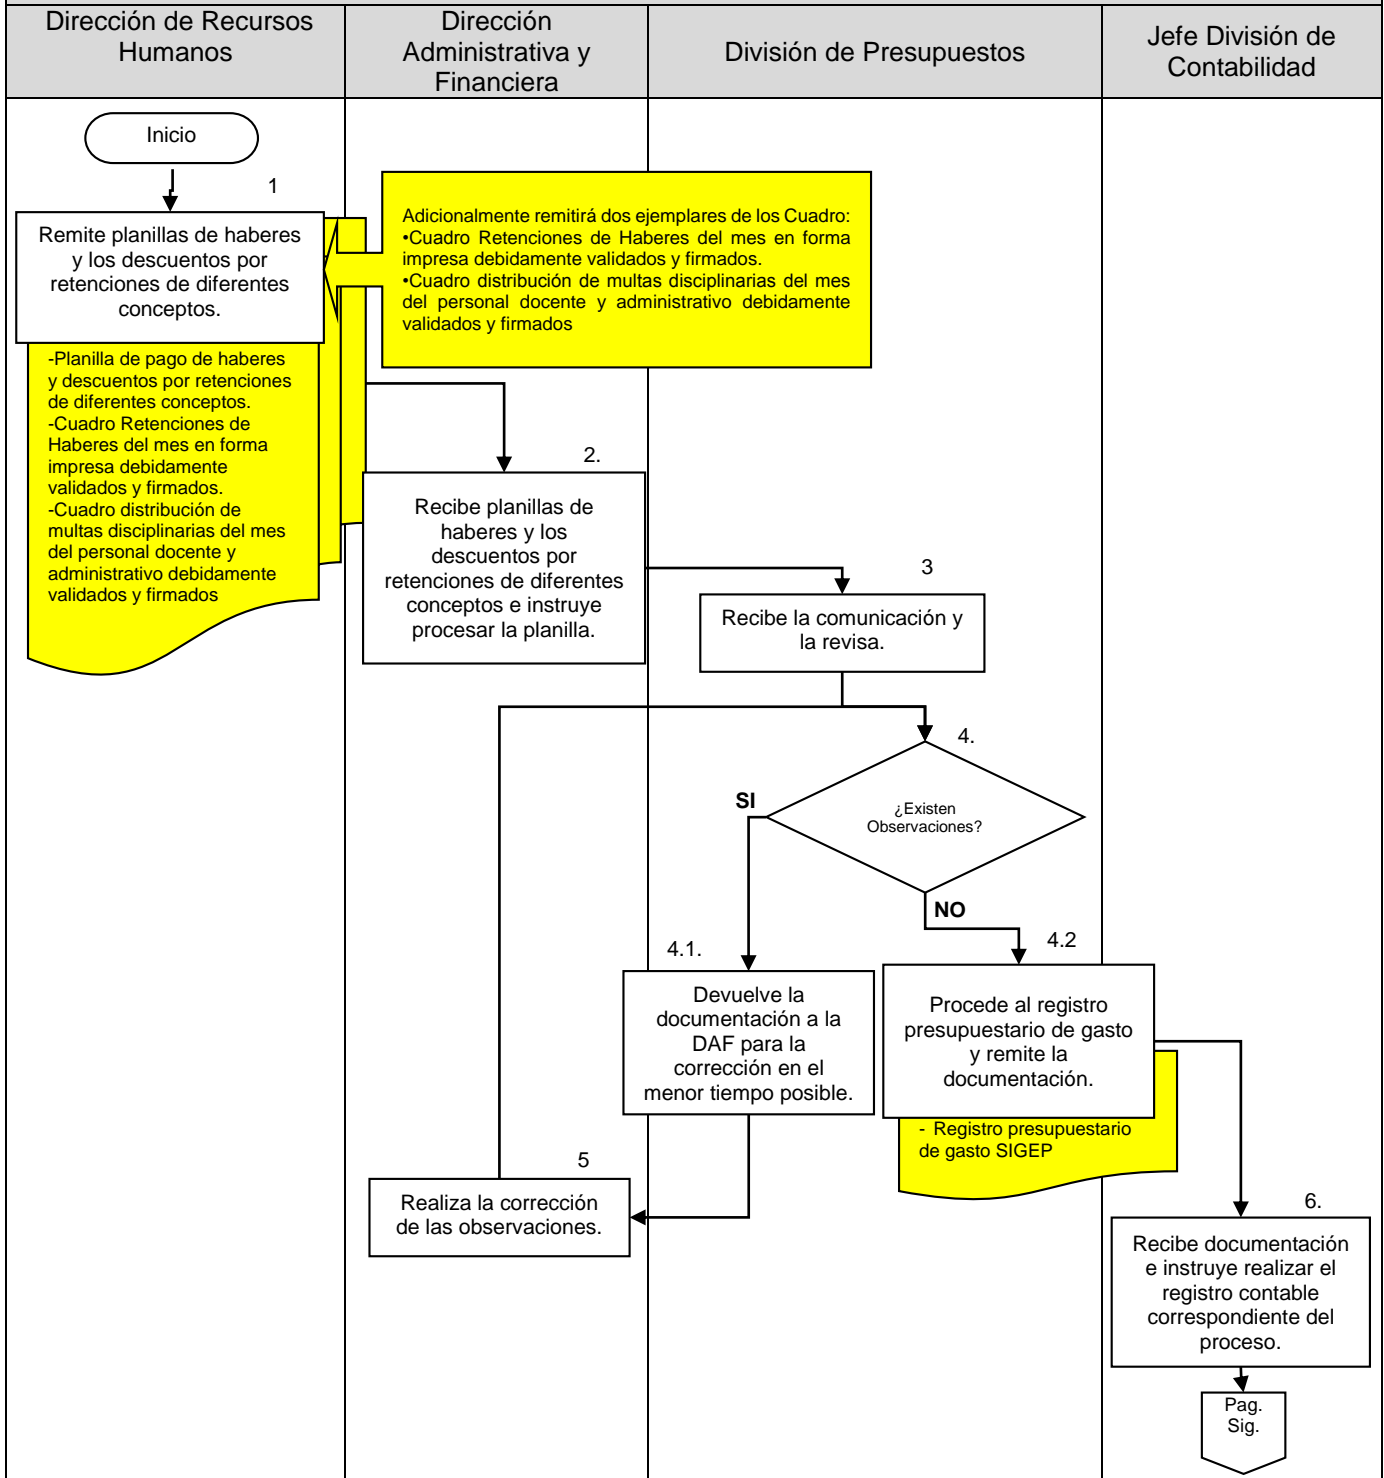 Dirección de Recursos
Humanos
Dirección
Administrativa y
Financiera
División de Presupuestos
Jefe División de
Contabilidad
Inicio
1
Remite planillas de haberes
y los descuentos por
retenciones de diferentes
conceptos.
Adicionalmente remitirá dos ejemplares de los Cuadro:
•Cuadro Retenciones de Haberes del mes en forma
impresa debidamente validados y firmados.
•Cuadro distribución de multas disciplinarias del mes
del personal docente y administrativo debidamente
validados y firmados
-Planilla de pago de haberes
y descuentos por retenciones
de diferentes conceptos.
-Cuadro Retenciones de
Haberes del mes en forma
impresa debidamente
validados y firmados.
-Cuadro distribución de
multas disciplinarias del mes
del personal docente y
administrativo debidamente
validados y firmados
2.
Recibe planillas de
haberes y los
descuentos por
retenciones de diferentes
conceptos e instruye
procesar la planilla.
3
Recibe la comunicación y
la revisa.
4.
¿Existen
Observaciones?
SI
NO
4.1.
Devuelve la
documentación a la
DAF para la
corrección en el
menor tiempo posible.
4.2
Procede al registro
presupuestario de gasto
y remite la
documentación.
- Registro presupuestario
de gasto SIGEP
5
Realiza la corrección
de las observaciones.
6.
Recibe documentación
e instruye realizar el
registro contable
correspondiente del
proceso.
Pag.
Sig.